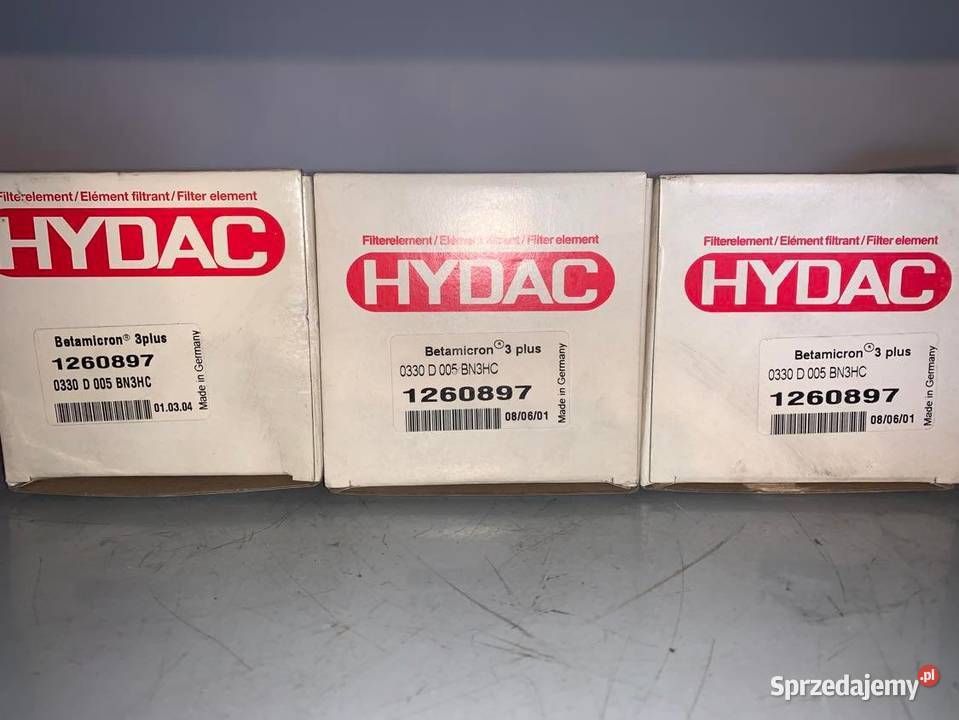 Filterelement/Elément filtrant/Filter element
HYDAC
Betamicron® 3plus
1260897
0330 D 005 BN3HC
01.03.04
Made in Germany
Filterelement/Elément filtrant/Filter element
HYDAC
Betamicron® 3 plus
0330 D 005 BN3HC
1260897
08/06/01
Made in Germany
Filterelement/Elément filtrant/Filter element
HYDAC
Betamicron® 3 plus
0330 D 005 BN3HC
1260897
08/06/01
Made in Germany
Sprzedajemy.pl